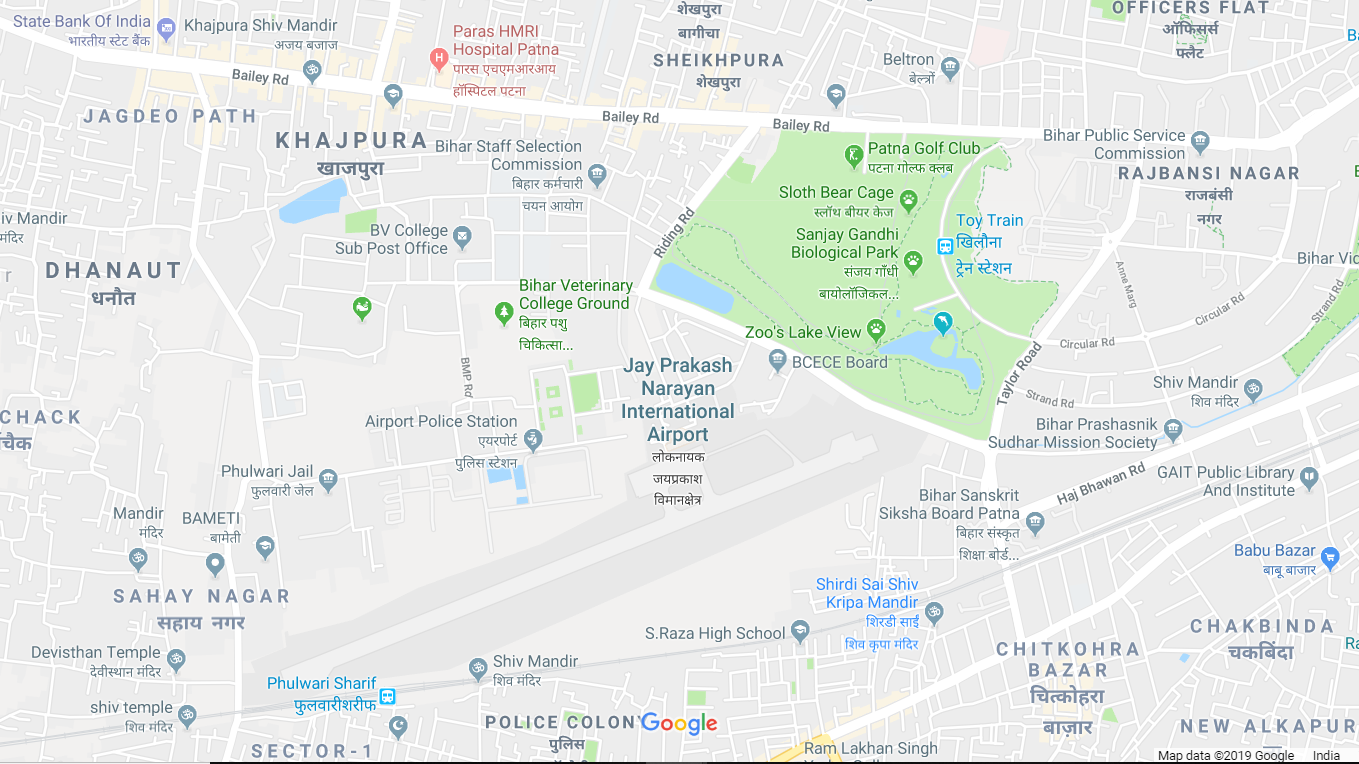 State Bank Of India
भारतीय स्टेट बैंक
Khajpura Shiv Mandir
अजय बजाज
Paras HMRI
Hospital Patna
पारस एचएमआरआय
हॉस्पिटल पटना
शेखपुरा
बागीचा
SHEIKHPURA
शेखपुरा
OFFICERS FLAT
ऑफिसर्स
फ्लैट
Beltron
बेल्ट्रों
Bailey Rd
Bailey Rd
Bailey Rd
JAGDEO PATH
KHAJPURA
खाजपुरा
Bihar Staff Selection
Commission
बिहार कर्मचारी
चयन आयोग
Patna Golf Club
पटना गोल्फ क्लब
Bihar Public Service
Commission
RAJBANSI NAGAR
राजबंसी
नगर
Sloth Bear Cage
स्लॉथ बीयर केज
Sanjay Gandhi
Biological Park
संजय गाँधी
बायोलॉजिकल...
Toy Train
खिलौना
ट्रेन स्टेशन
iv Mandir
मंदिर
BV College
Sub Post Office
Riding Rd
DHANAUT
धनौत
Bihar Veterinary
College Ground
बिहार पशु
चिकित्सा...
Anne Marg
Circular Rd
Bihar Vid
Strand Rd
Zoo's Lake View
Circular Rd
BCECE Board
Taylor Road
BMP Rd
Jay Prakash
Narayan
International
Airport
लोकनायक
जयप्रकाश
विमानक्षेत्र
Strand Rd
Shiv Mandir
शिव मंदिर
CHACK
चैक
Airport Police Station
एयरपोर्ट
पुलिस स्टेशन
Bihar Prashasnik
Sudhar Mission Society
Phulwari Jail
फुलवारी जेल
Haj Bhawan Rd
GAIT Public Library
And Institute
Bihar Sanskrit
Siksha Board Patna
बिहार संस्कृत
शिक्षा बोर्ड...
Mandir
मंदिर
BAMETI
बामेती
Babu Bazar
बाबू बाजार
SAHAY NAGAR
सहाय नगर
Shirdi Sai Shiv
Kripa Mandir
शिरडी साईं
शिव कृपा मंदिर
S.Raza High School
CHAKBINDA
चकबिंदा
Devisthan Temple
देवीस्थान मंदिर
Shiv Mandir
शिव मंदिर
CHITKOHRA
BAZAR
चित्कोहरा
बाज़ार
Phulwari Sharif
फुलवारीशरीफ
shiv temple
शिव मंदिर
POLICE COLONY
पुलिस
Google
NEW ALKAPUR
SECTOR-1
Ram Lakhan Singh
Map data ©2019 Google India